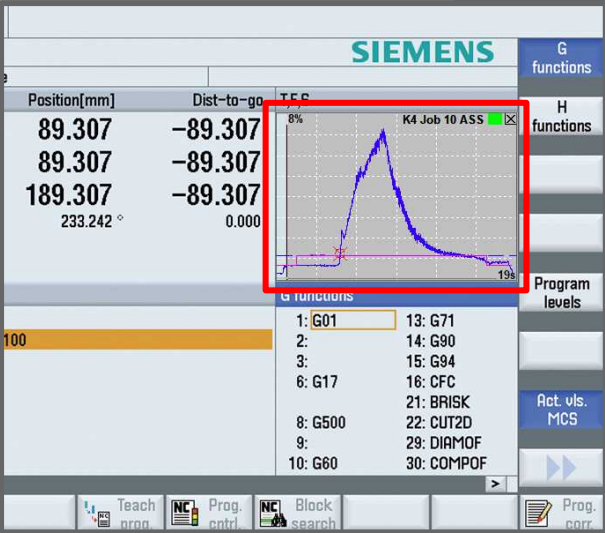 SIEMENS
G
functions
Position[mm]
Dist-to-go
T,F,S
H
functions
8%
K4 Job 10 ASS
89.307
-89.307
89.307
-89.307
189.307
-89.307
233.242 °
0.000
19s
Program
levels
G functions
1: G01
13: G71
100
2:
14: G90
3:
15: G94
6: G17
16: CFC
21: BRISK
8: G500
22: CUT2D
9:
29: DIAMOF
10: G60
30: COMPOF
Act. vls.
MCS
>
Teach
prog.
NC
Prog.
cntrl.
NC
Block
search
Prog.
corr.